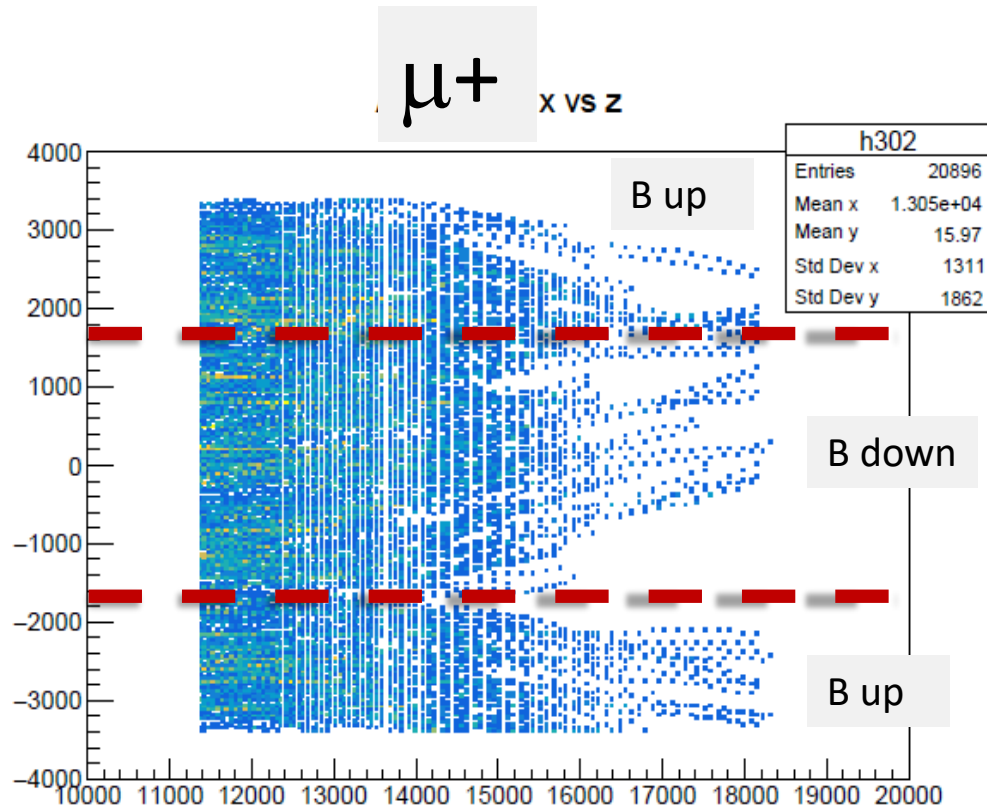 μ+
X VS Z
h302
Entries 20896
Mean x 1.305e+04
Mean y 15.97
Std Dev x 1311
Std Dev y 1862
B up
B down
B up
4000
3000
2000
1000
0
−1000
−2000
−3000
−4000
10000 11000 12000 13000 14000 15000 16000 17000 18000 19000 20000